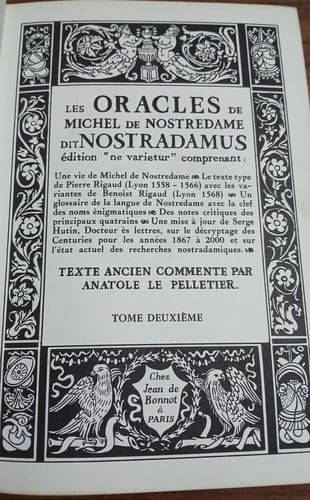 LES ORACLES DE
MICHEL DE NOSTREDAME
DIT NOSTRADAMUS
édition "ne varietur" comprenant :
Une vie de Michel de Nostredame Le texte type
de Pierre Rigaud (Lyon 1558 - 1566) avec les va-
riantes de Benoist Rigaud (Lyon 1568) Un
glossaire de la langue de Nostredame avec la clef
des noms énigmatiques Des notes critiques des
principaux quatrains Une mise à jour de Serge
Hutin, Docteur ès lettres, sur le décryptage des
Centuries pour les années 1867 à 2000 et sur
l'état actuel des recherches nostradamiques.
TEXTE ANCIEN COMMENTE PAR
ANATOLE LE PELLETIER.
TOME DEUXIÈME
Chez
Jean de
Bonnot
à
PARIS